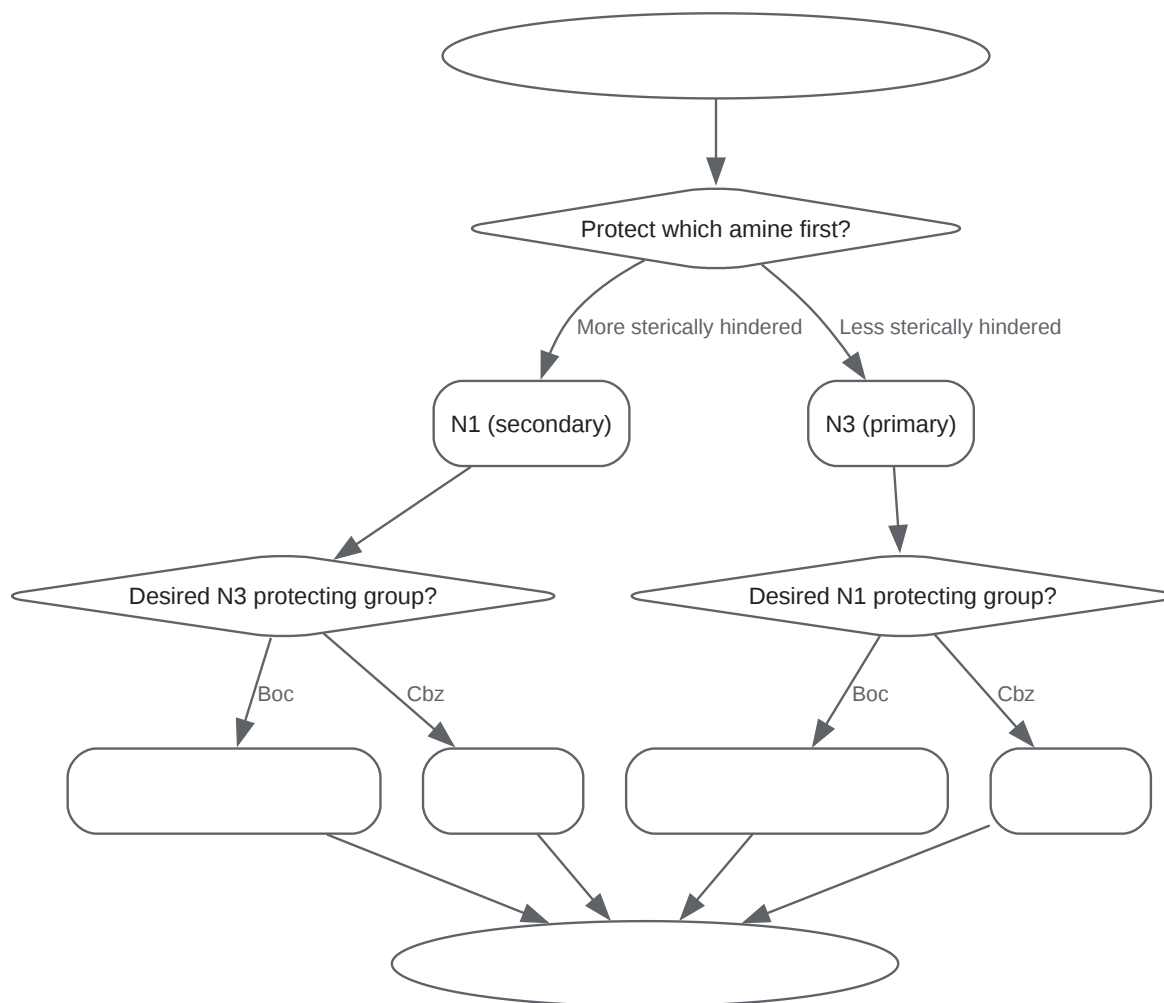 Protect which amine first?
More sterically hindered
Less sterically hindered
N1 (secondary)
N3 (primary)
Desired N3 protecting group?
Desired N1 protecting group?
Boc
Cbz
Boc
Cbz